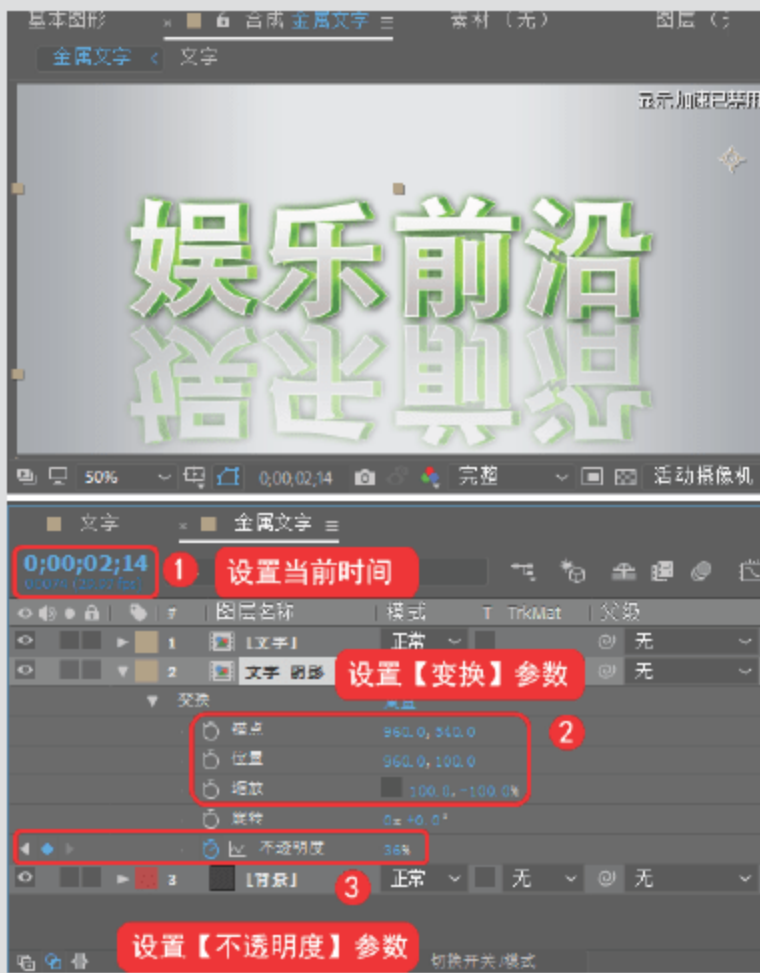 基本图形 × 合成 金属文字 ≡ 素材（无） 图层（无
金属文字 < 文字
显示加速已禁用
娱乐前沿
50% 0;00;02;14 完整 活动摄像机
文字 × 金属文字 ≡
0;00;02;14 1 设置当前时间
# 图层名称 模式 T TrkMat 父级
1 [文字] 正常 无
2 文字 阴影 设置【变换】参数 无
变换 重置
锚点 960.0, 540.0 2
位置 960.0, 100.0
缩放 100.0, -100.0%
旋转 0x+0.0°
不透明度 36%
3 [背景] 3 正常 无 无
设置【不透明度】参数 切换开关/模式